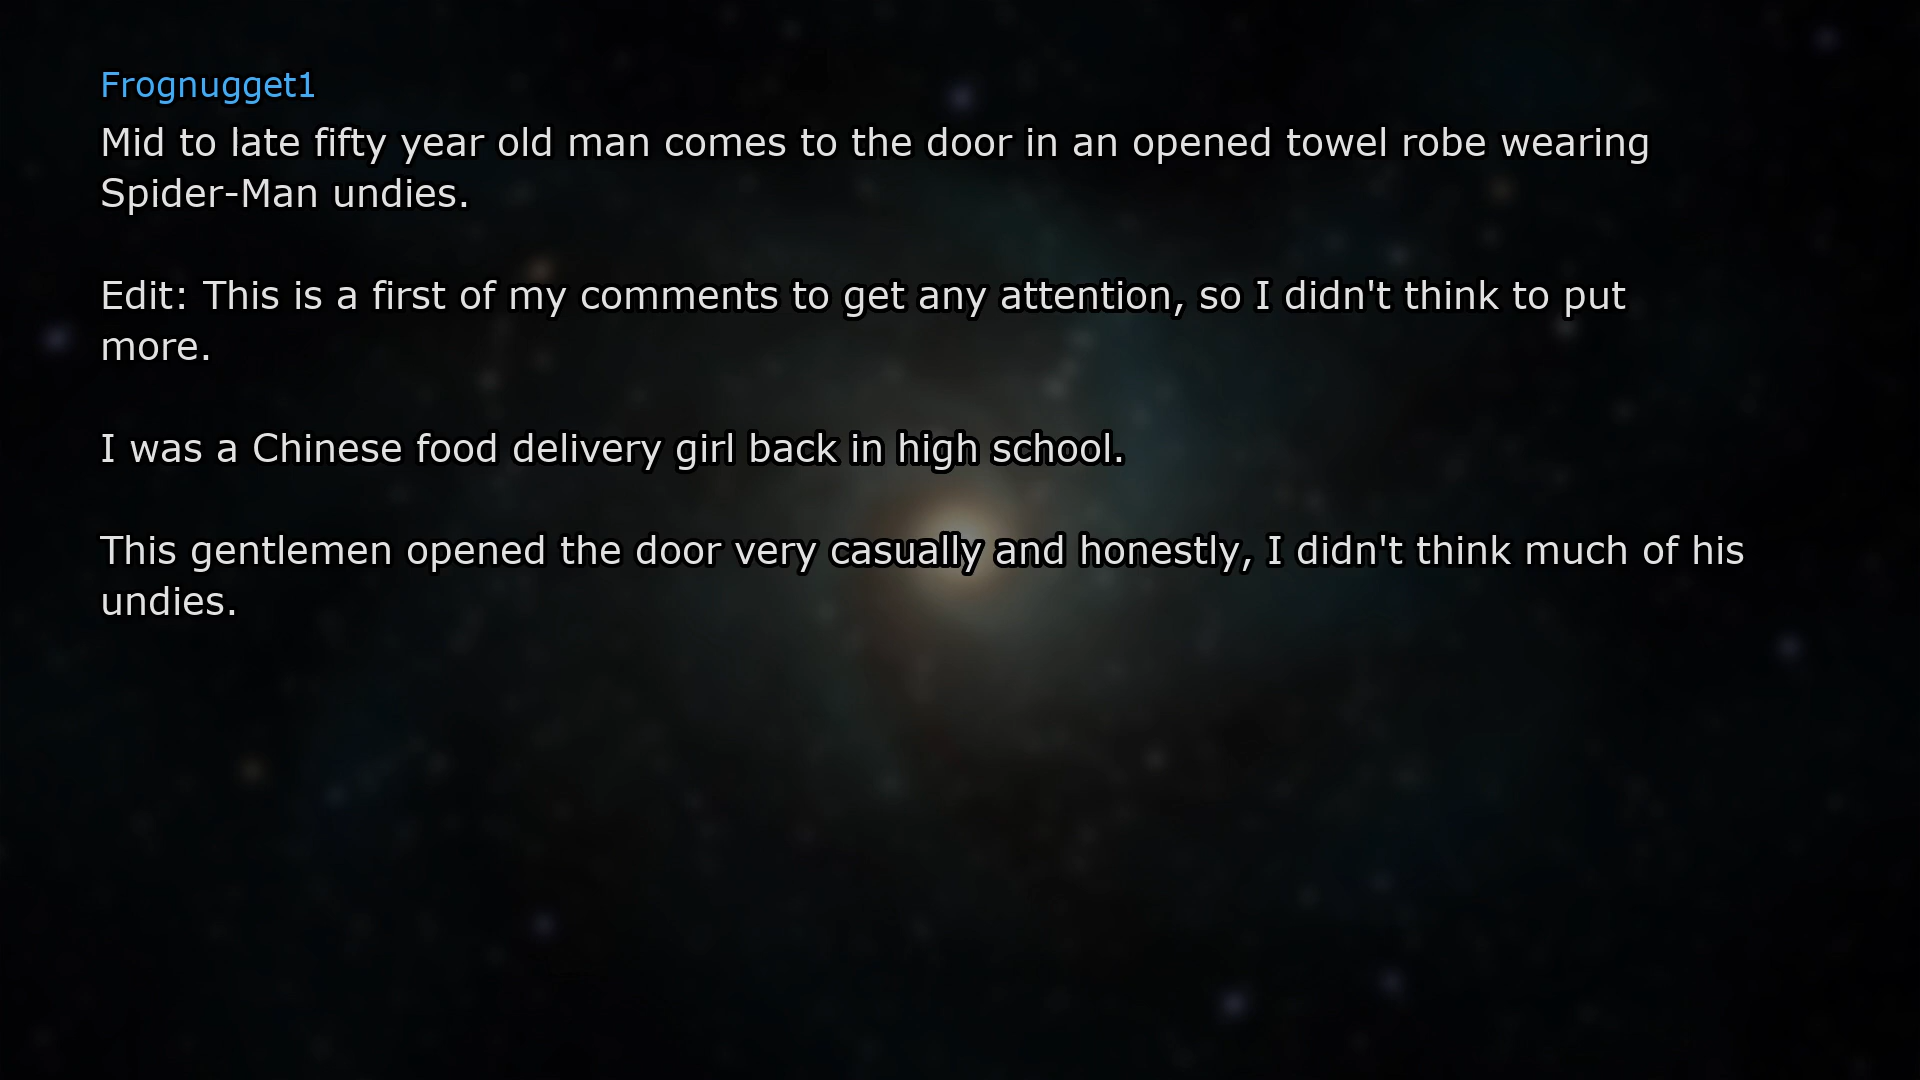 Frognugget1
Mid to late fifty year old man comes to the door in an opened towel robe wearing
Spider-Man undies.
Edit: This is a first of my comments to get any attention, so I didn't think to put
more.
I was a Chinese food delivery girl back in high school.
This gentlemen opened the door very casually and honestly, I didn't think much of his
undies.